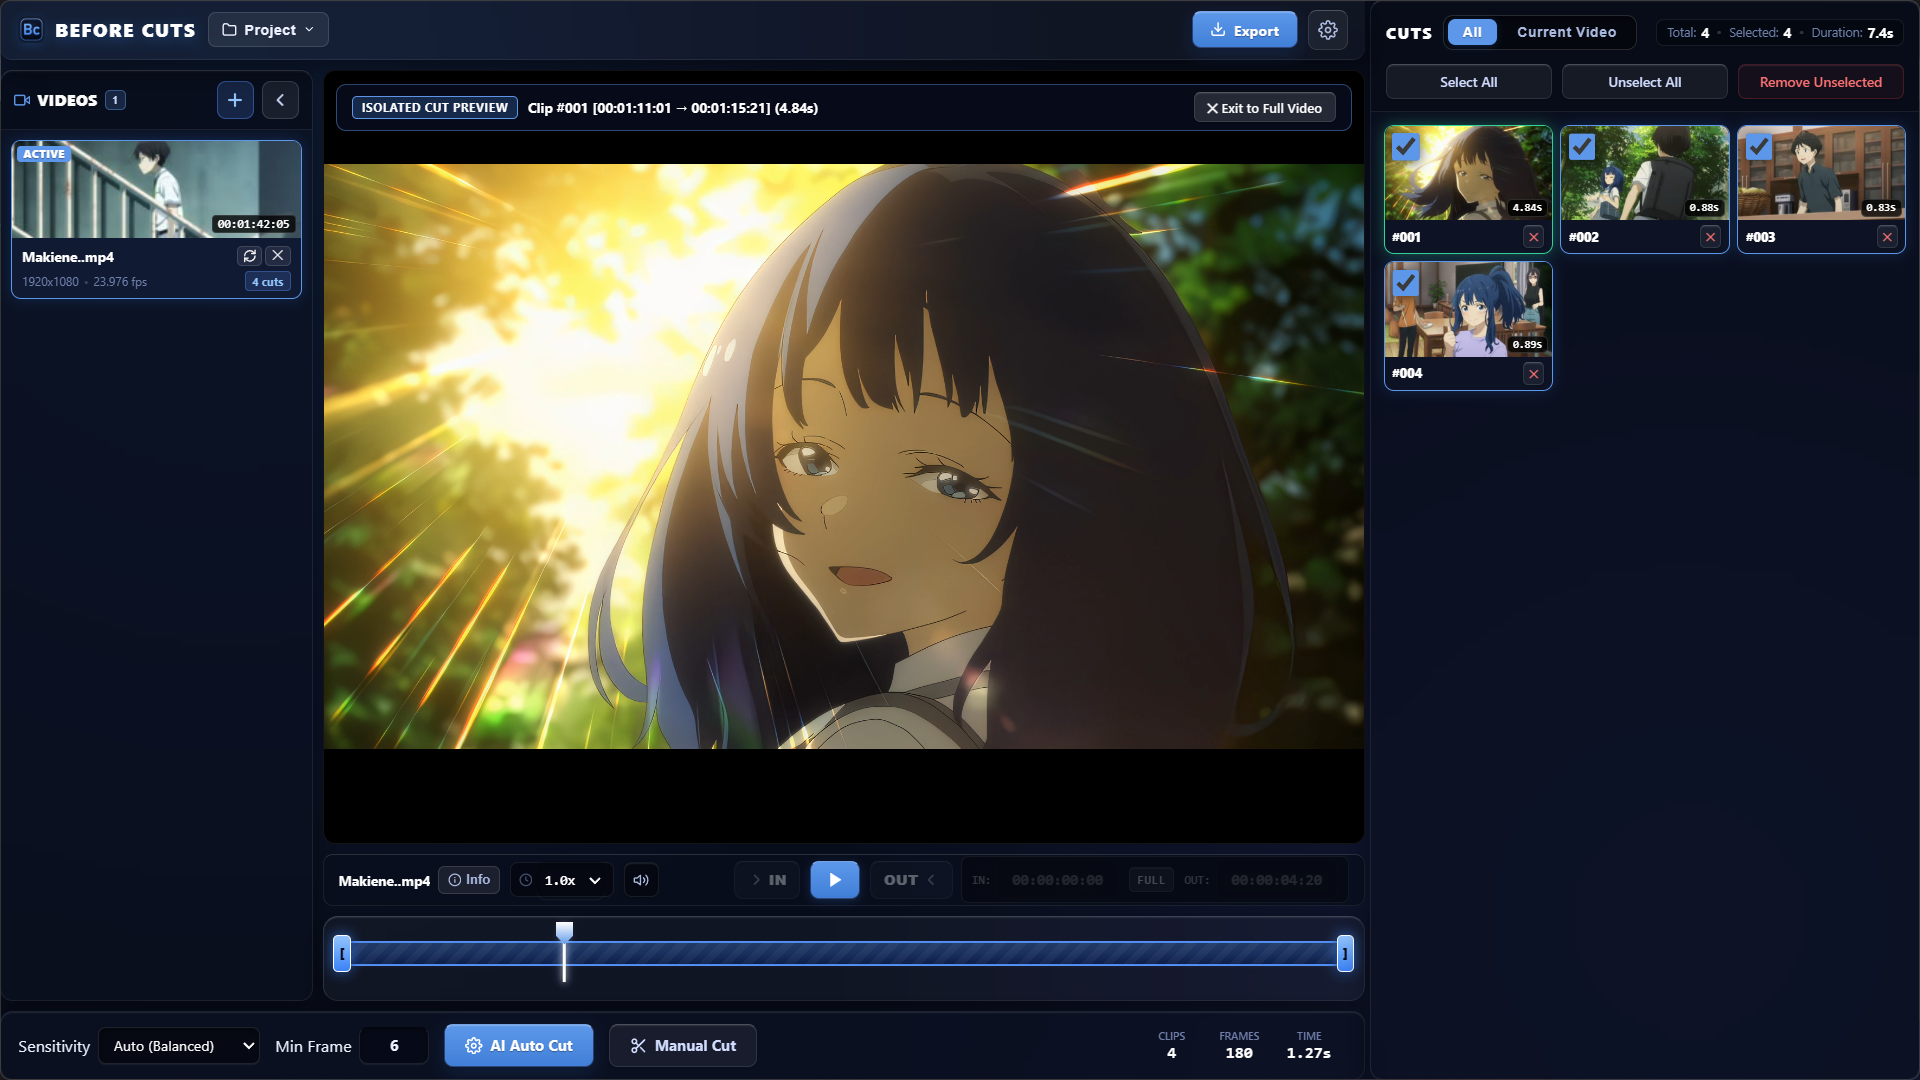 Bc BEFORE CUTS Project Export
VIDEOS 1
ACTIVE
00:01:42:05
Makiene..mp4
1920x1080 • 23.976 fps 4 cuts
ISOLATED CUT PREVIEW Clip #001 [00:01:11:01 → 00:01:15:21] (4.84s) Exit to Full Video
Makiene..mp4 Info 1.0x IN OUT IN: 00:00:00:00 FULL OUT: 00:00:04:20
[ ]
Sensitivity Auto (Balanced) Min Frame 6 AI Auto Cut Manual Cut
CLIPS FRAMES TIME
4 180 1.27s
CUTS All Current Video Total: 4 • Selected: 4 • Duration: 7.4s
Select All Unselect All Remove Unselected
4.84s 0.88s 0.83s
#001 #002 #003
0.89s
#004